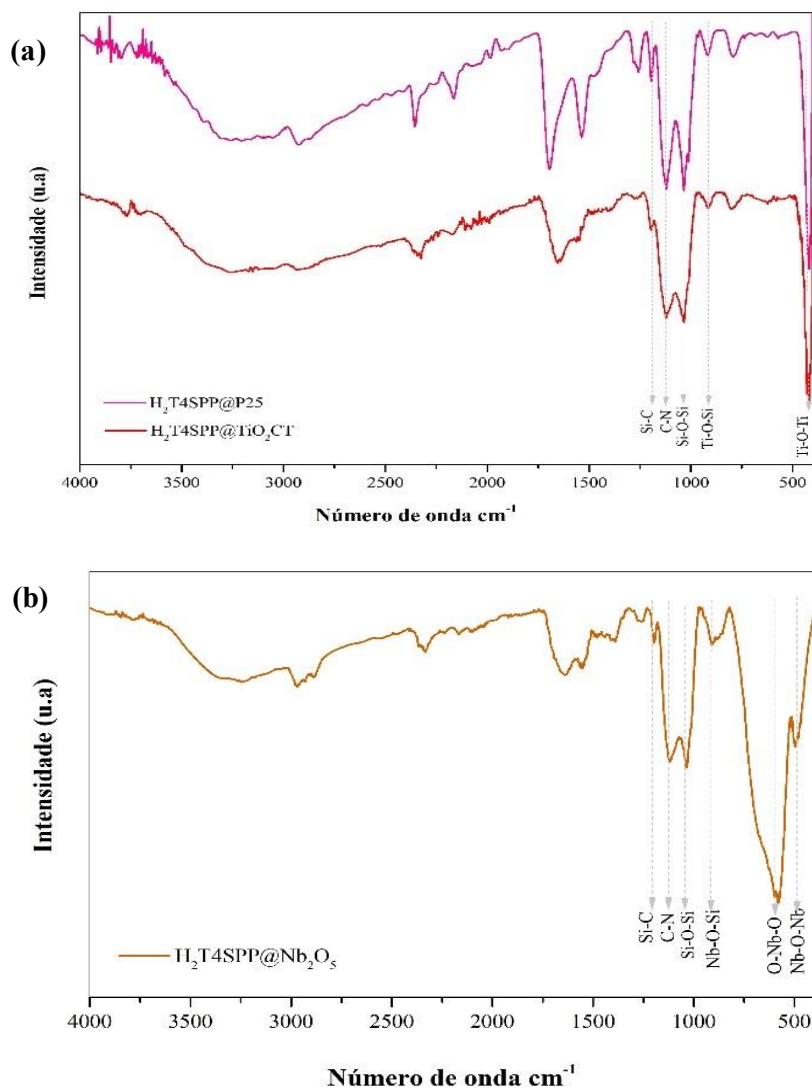 (a)
Intensidade (u.a)
H₂T4SPP@P25
H₂T4SPP@TiO₂CT
Si-C
C-N
Si-O-Si
Ti-O-Si
Ti-O-Ti
4000 3500 3000 2500 2000 1500 1000 500
Número de onda cm⁻¹
(b)
Intensidade (u.a)
H₂T4SPP@Nb₂O₅
Si-C
C-N
Si-O-Si
Nb-O-Si
O-Nb-O
Nb-O-Nb
4000 3500 3000 2500 2000 1500 1000 500
Número de onda cm⁻¹